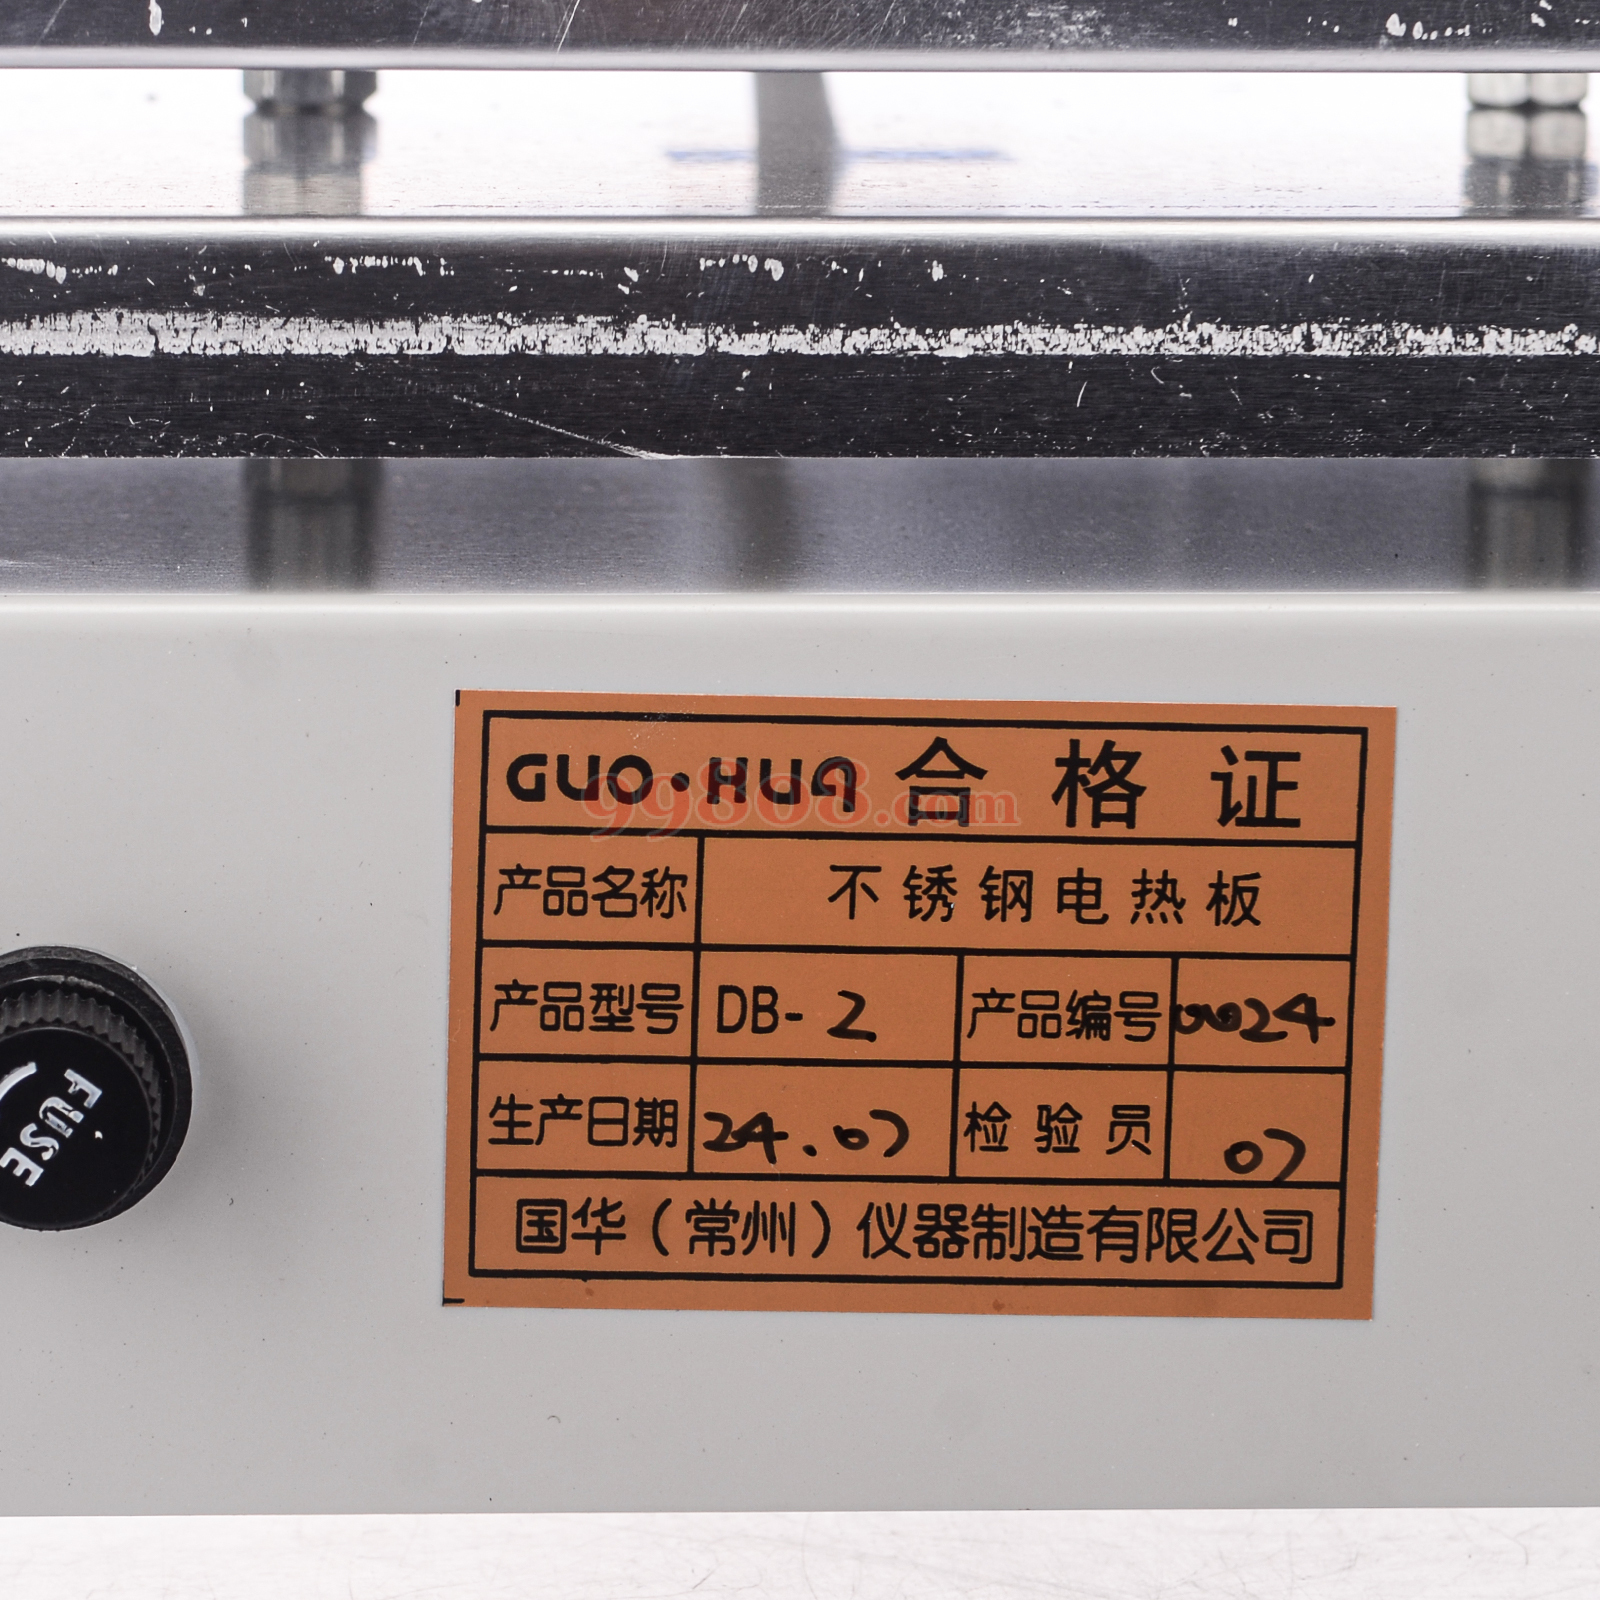 GUO·HUA 合格证
99808.com
产品名称 不锈钢电热板
产品型号 DB-2 产品编号 0024
生产日期 24.07 检验员 07
国华（常州）仪器制造有限公司
FUSE